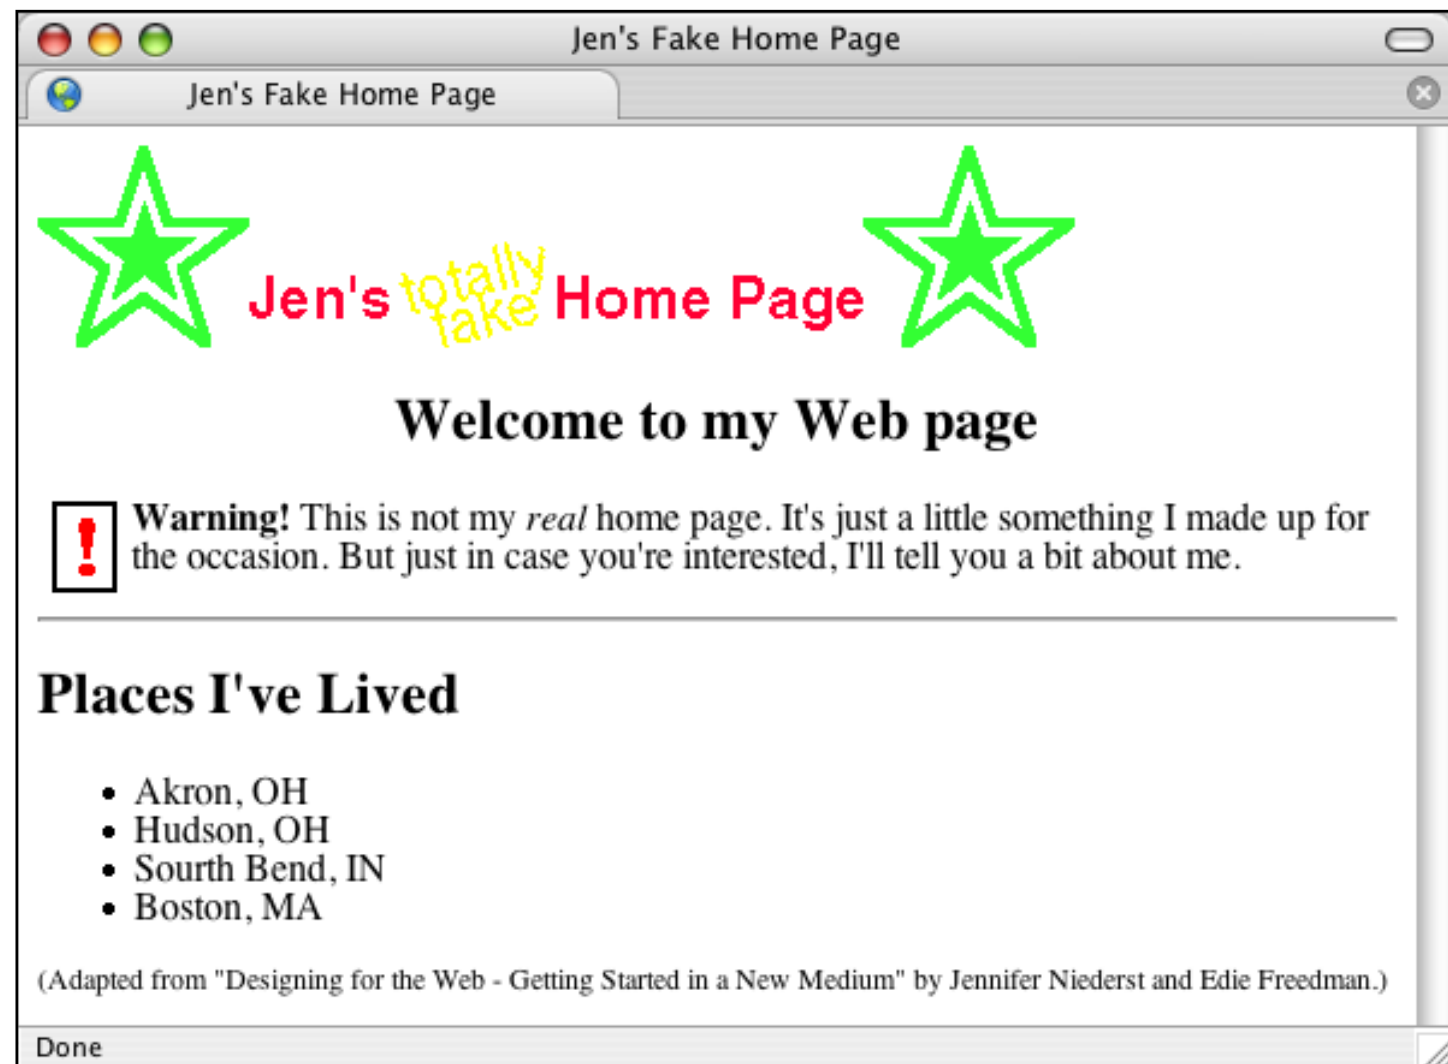 Jen's Fake Home Page
Jen's Fake Home Page
Jen's totally fake Home Page
Welcome to my Web page
! Warning! This is not my real home page. It's just a little something I made up for
the occasion. But just in case you're interested, I'll tell you a bit about me.
Places I've Lived
• Akron, OH
• Hudson, OH
• Sourth Bend, IN
• Boston, MA
(Adapted from "Designing for the Web - Getting Started in a New Medium" by Jennifer Niederst and Edie Freedman.)
Done